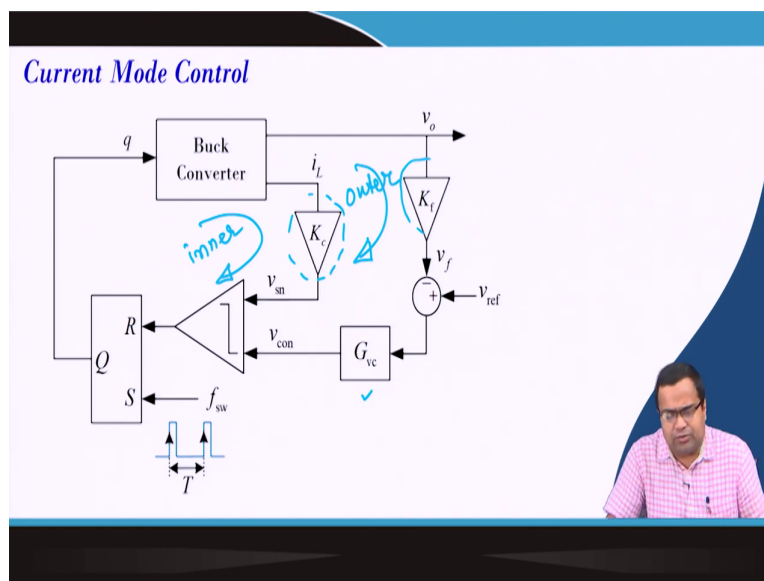 Current Mode Control
v_o
q
Buck
Converter
i_L
outer
K_f
inner
K_c
v_f
v_sn
v_ref
R
v_con
G_vc
Q
S
f_sw
T